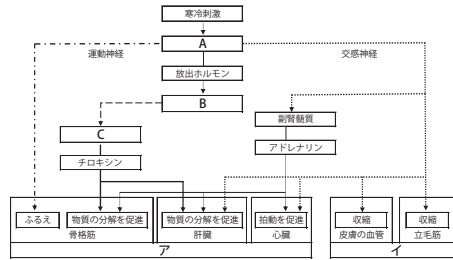 寒冷刺激
A
運動神経
交感神経
放出ホルモン
B
副腎髄質
C
アドレナリン
チロキシン
ふるえ
物質の分解を促進
物質の分解を促進
拍動を促進
収縮
収縮
骨格筋
肝臓
心臓
皮膚の血管
立毛筋
ア
イ